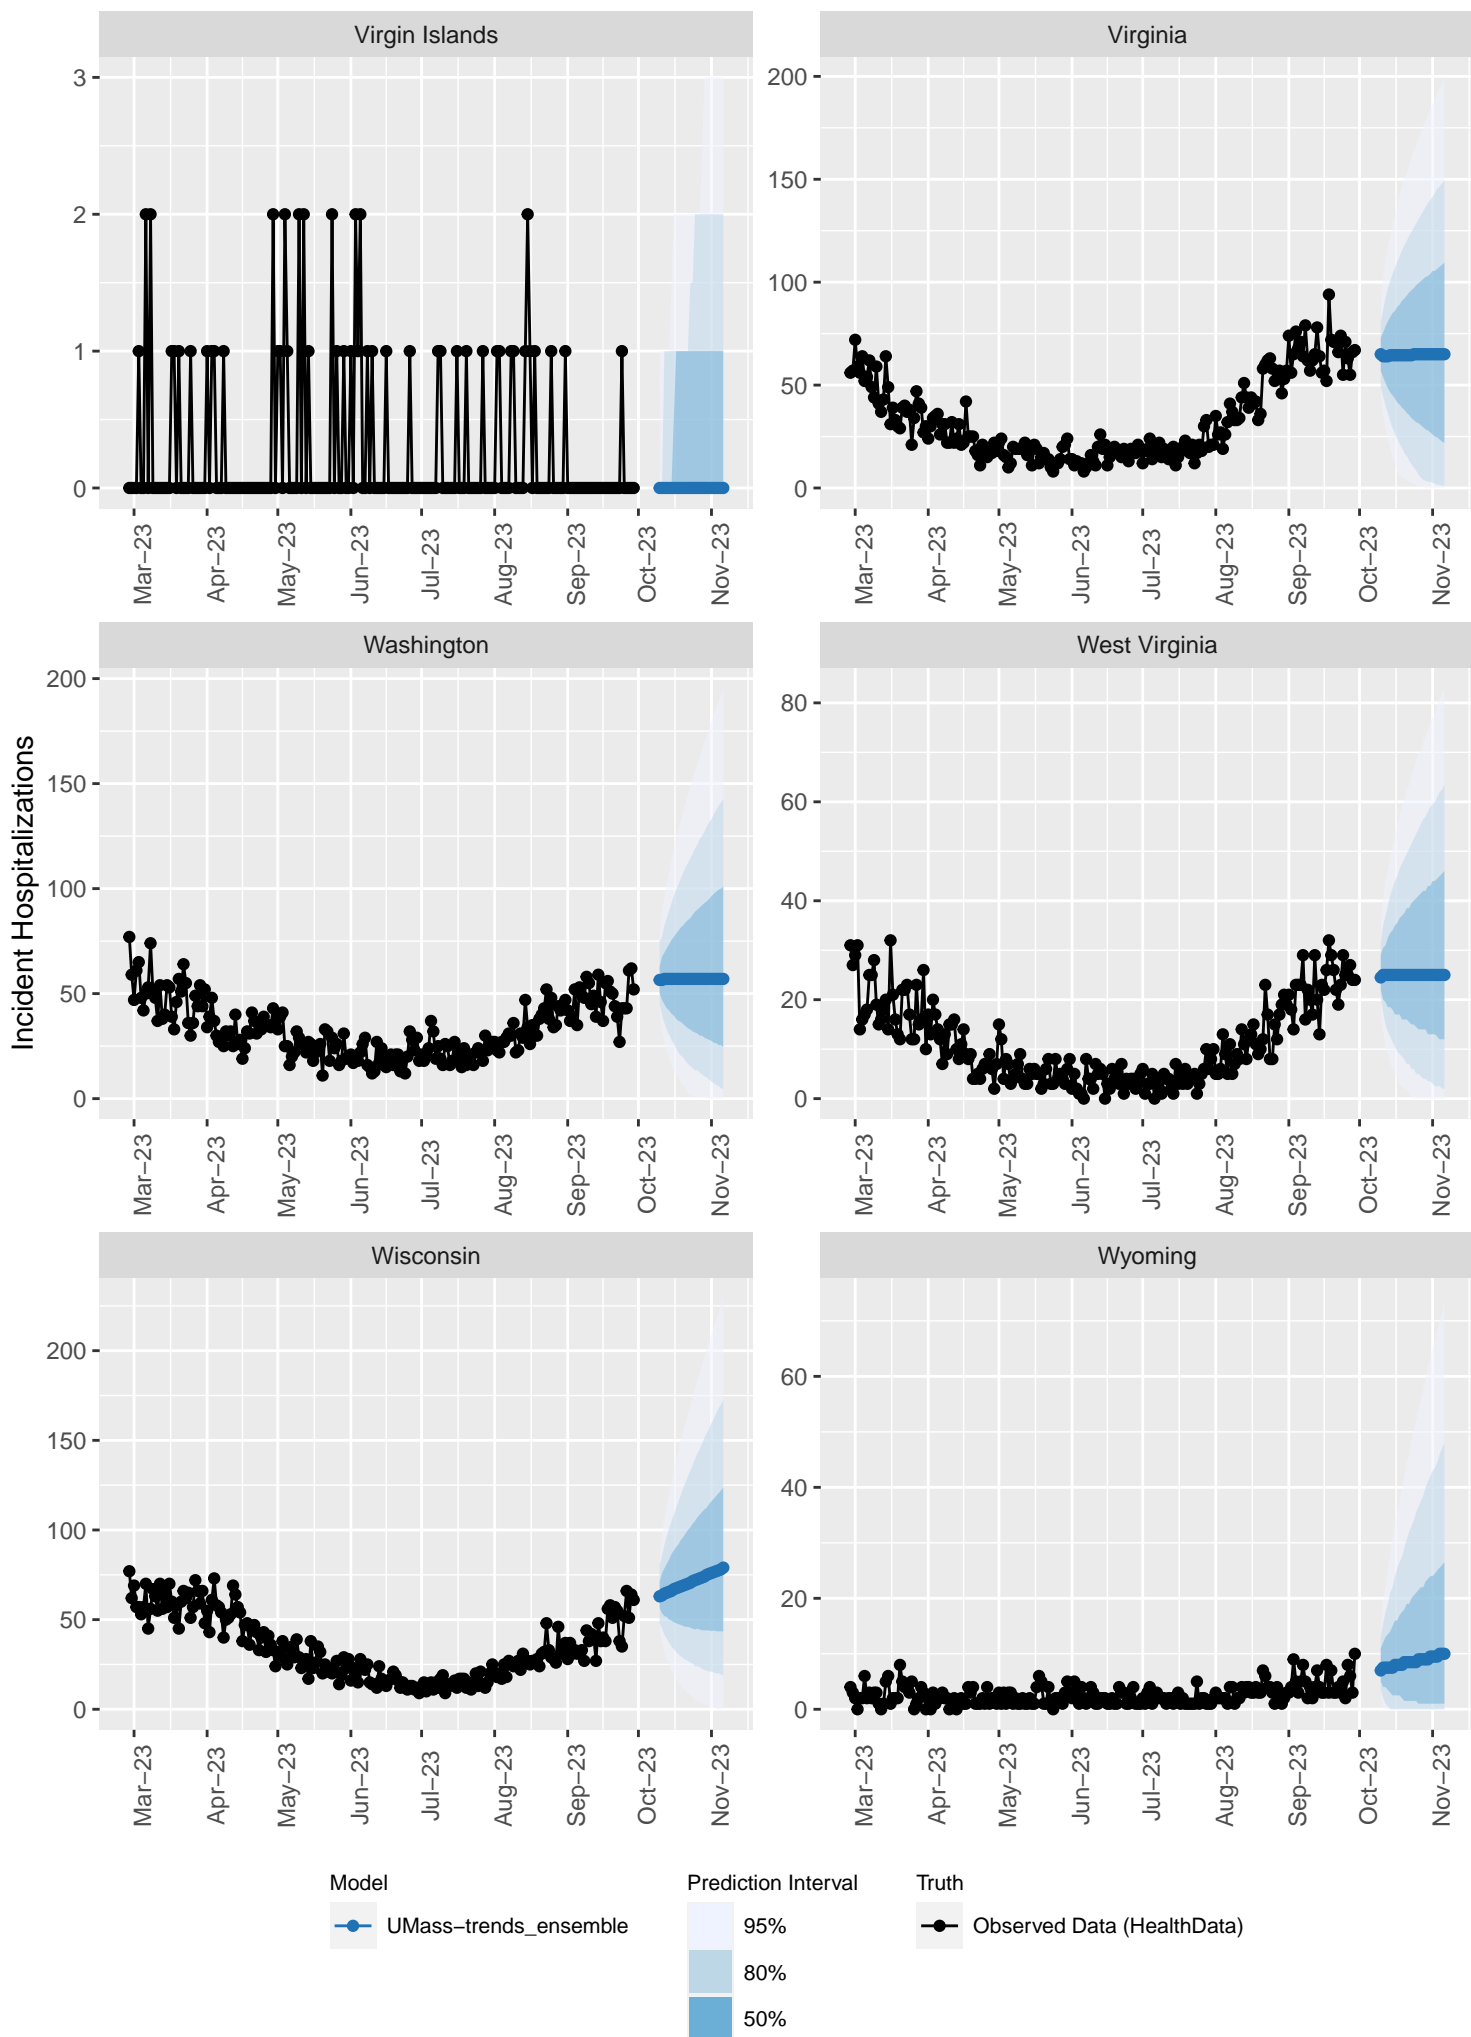 Virgin Islands
Virginia
3
2
1
0
200
150
100
50
0
Mar−23
Apr−23
May−23
Jun−23
Jul−23
Aug−23
Sep−23
Oct−23
Nov−23
Mar−23
Apr−23
May−23
Jun−23
Jul−23
Aug−23
Sep−23
Oct−23
Nov−23
Incident Hospitalizations
Washington
West Virginia
200
150
100
50
0
80
60
40
20
0
Mar−23
Apr−23
May−23
Jun−23
Jul−23
Aug−23
Sep−23
Oct−23
Nov−23
Mar−23
Apr−23
May−23
Jun−23
Jul−23
Aug−23
Sep−23
Oct−23
Nov−23
Wisconsin
Wyoming
200
150
100
50
0
60
40
20
0
Mar−23
Apr−23
May−23
Jun−23
Jul−23
Aug−23
Sep−23
Oct−23
Nov−23
Mar−23
Apr−23
May−23
Jun−23
Jul−23
Aug−23
Sep−23
Oct−23
Nov−23
Model
UMass−trends_ensemble
Prediction Interval
95%
80%
50%
Truth
Observed Data (HealthData)